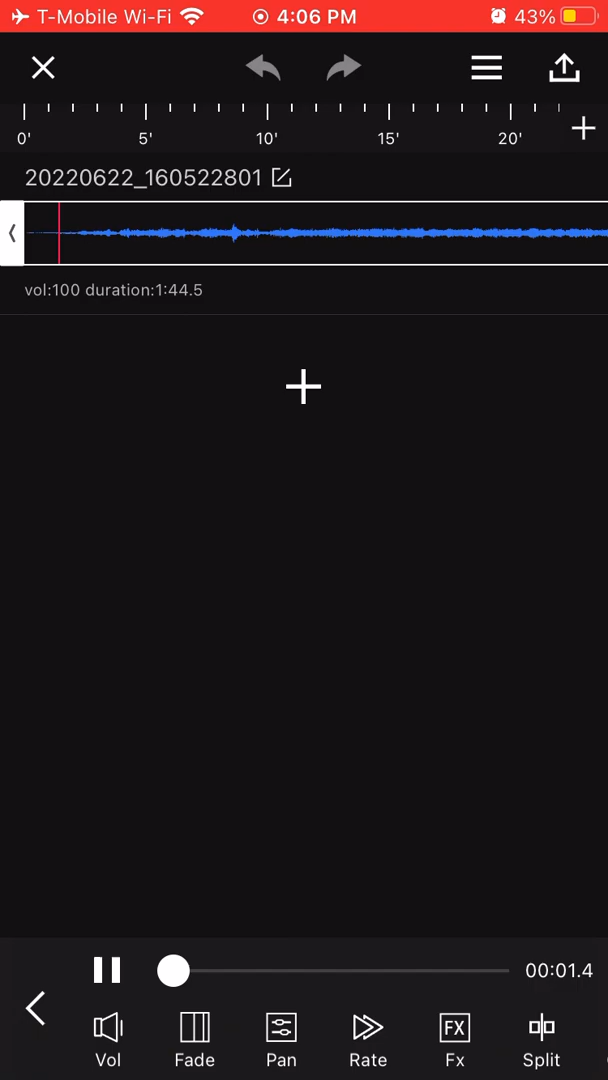 T-Mobile Wi-Fi 4:06 PM 43%
0' 5' 10' 15' 20'
20220622_160522801
vol:100 duration:1:44.5
00:01.4
FX
Vol Fade Pan Rate Fx Split